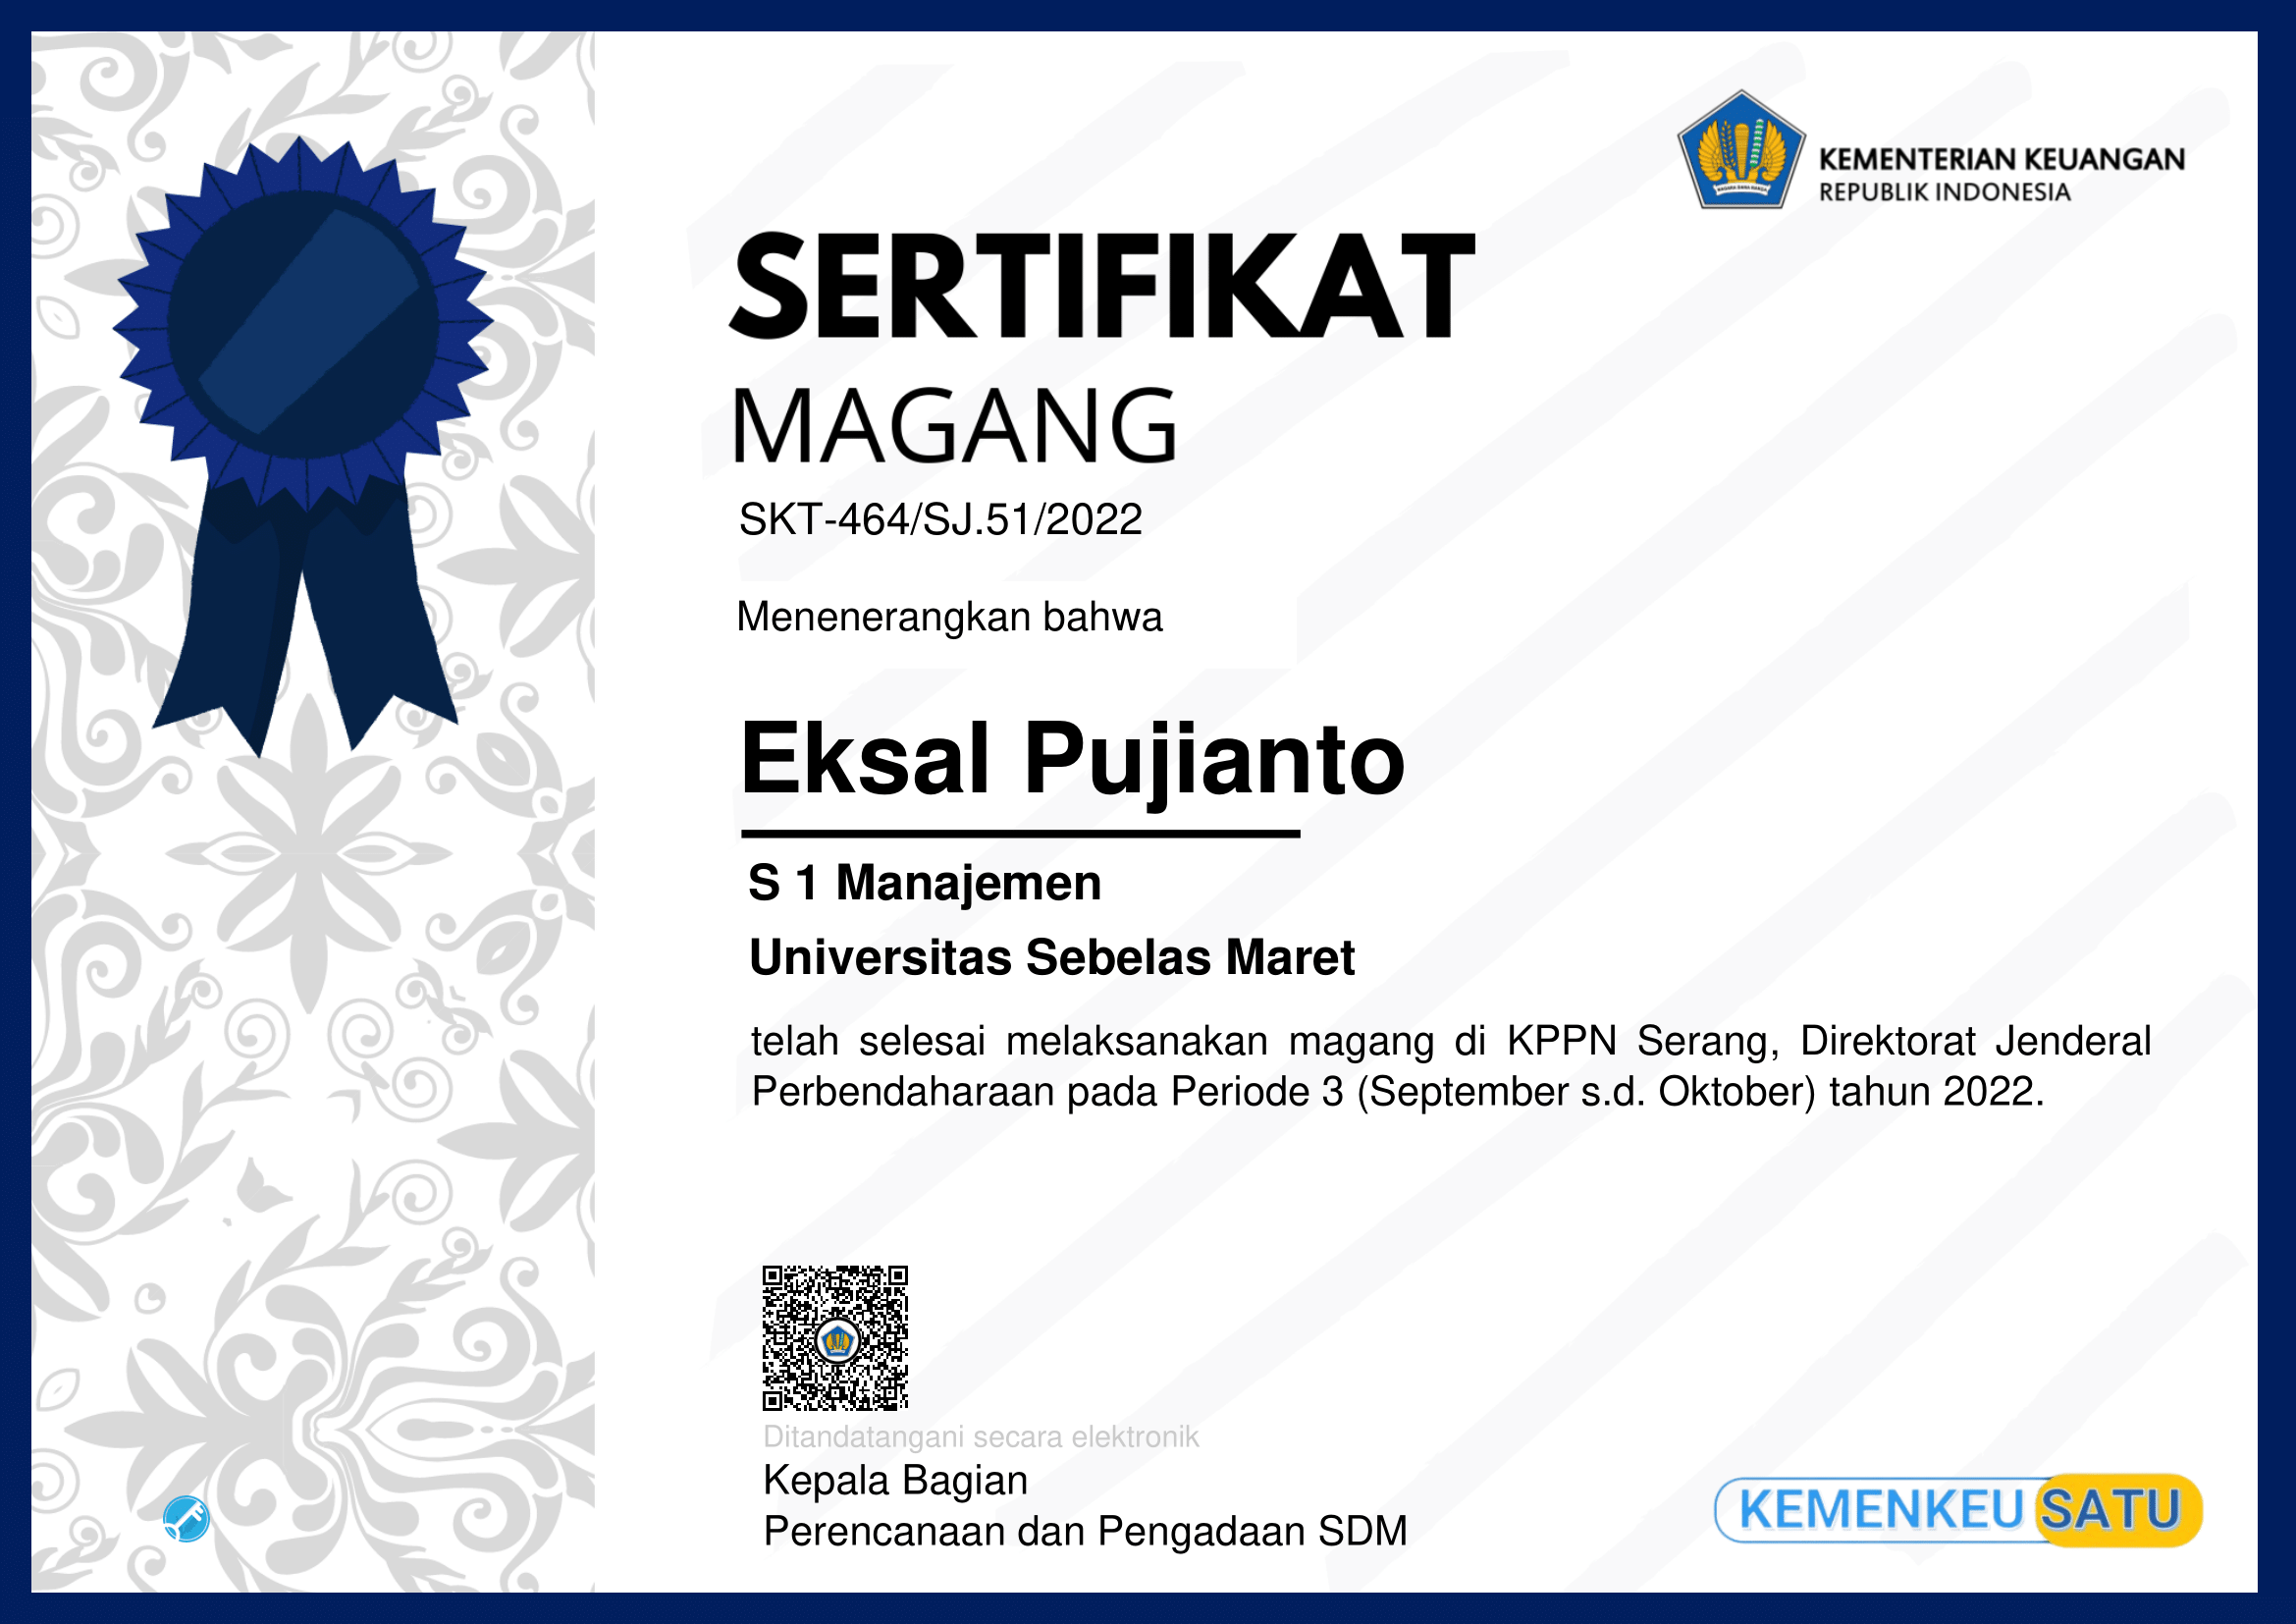 KEMENTERIAN KEUANGAN
REPUBLIK INDONESIA
SERTIFIKAT
MAGANG
SKT-464/SJ.51/2022
Menenerangkan bahwa
Eksal Pujianto
S 1 Manajemen
Universitas Sebelas Maret
telah selesai melaksanakan magang di KPPN Serang, Direktorat Jenderal
Perbendaharaan pada Periode 3 (September s.d. Oktober) tahun 2022.
Ditandatangani secara elektronik
Kepala Bagian
Perencanaan dan Pengadaan SDM
KEMENKEU SATU